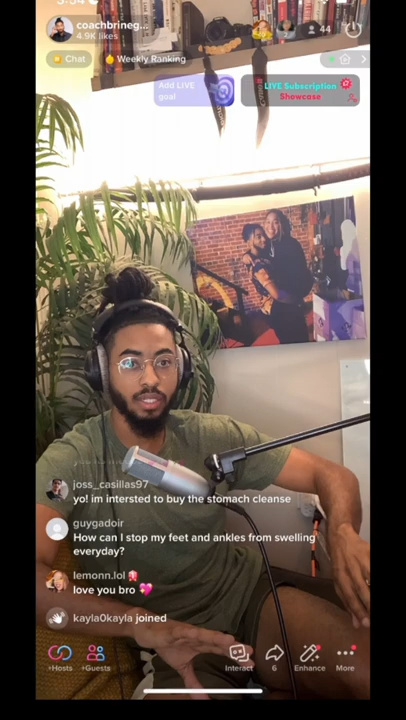 coachbrineg...
4.9K likes
44
Chat
Weekly Ranking
Add LIVE
goal
LIVE Subscription
Showcase
joss_casillas97
yo! im intersted to buy the stomach cleanse
guygadoir
How can I stop my feet and ankles from swelling
everyday?
lemonn.lol
love you bro 💖
kayla0kayla joined
+Hosts
+Guests
Interact
6
Enhance
More